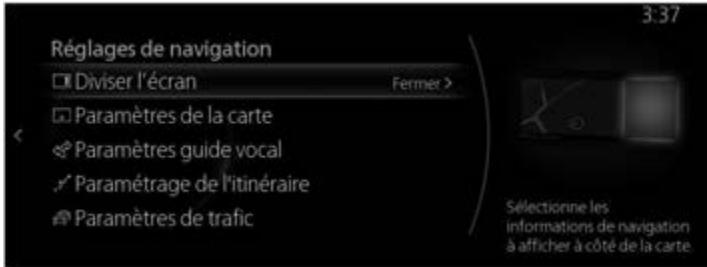 3:37
Réglages de navigation
Diviser l'écran Fermer >
Paramètres de la carte
Paramètres guide vocal
Paramétrage de l'itinéraire
Paramètres de trafic
Sélectionne les
informations de navigation
à afficher à côté de la carte.